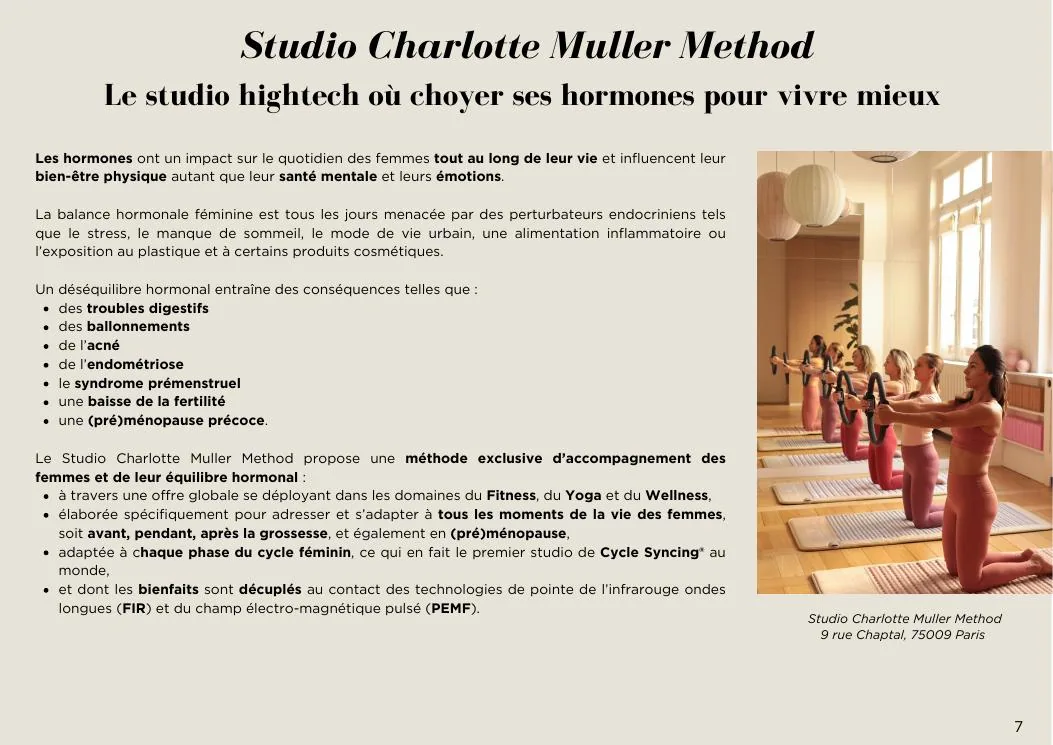 Studio Charlotte Muller Method
Le studio hightech où choyer ses hormones pour vivre mieux
Les hormones ont un impact sur le quotidien des femmes tout au long de leur vie et influencent leur
bien-être physique autant que leur santé mentale et leurs émotions.
La balance hormonale féminine est tous les jours menacée par des perturbateurs endocriniens tels
que le stress, le manque de sommeil, le mode de vie urbain, une alimentation inflammatoire ou
l'exposition au plastique et à certains produits cosmétiques.
Un déséquilibre hormonal entraîne des conséquences telles que :
• des troubles digestifs
• des ballonnements
• de l'acné
• de l'endométriose
• le syndrome prémenstruel
• une baisse de la fertilité
• une (pré)ménopause précoce.
Le Studio Charlotte Muller Method propose une méthode exclusive d'accompagnement des
femmes et de leur équilibre hormonal :
• à travers une offre globale se déployant dans les domaines du Fitness, du Yoga et du Wellness,
• élaborée spécifiquement pour adresser et s'adapter à tous les moments de la vie des femmes,
soit avant, pendant, après la grossesse, et également en (pré)ménopause,
• adaptée à chaque phase du cycle féminin, ce qui en fait le premier studio de Cycle Syncing® au
monde,
• et dont les bienfaits sont décuplés au contact des technologies de pointe de l'infrarouge ondes
longues (FIR) et du champ électro-magnétique pulsé (PEMF).
Studio Charlotte Muller Method
9 rue Chaptal, 75009 Paris
7